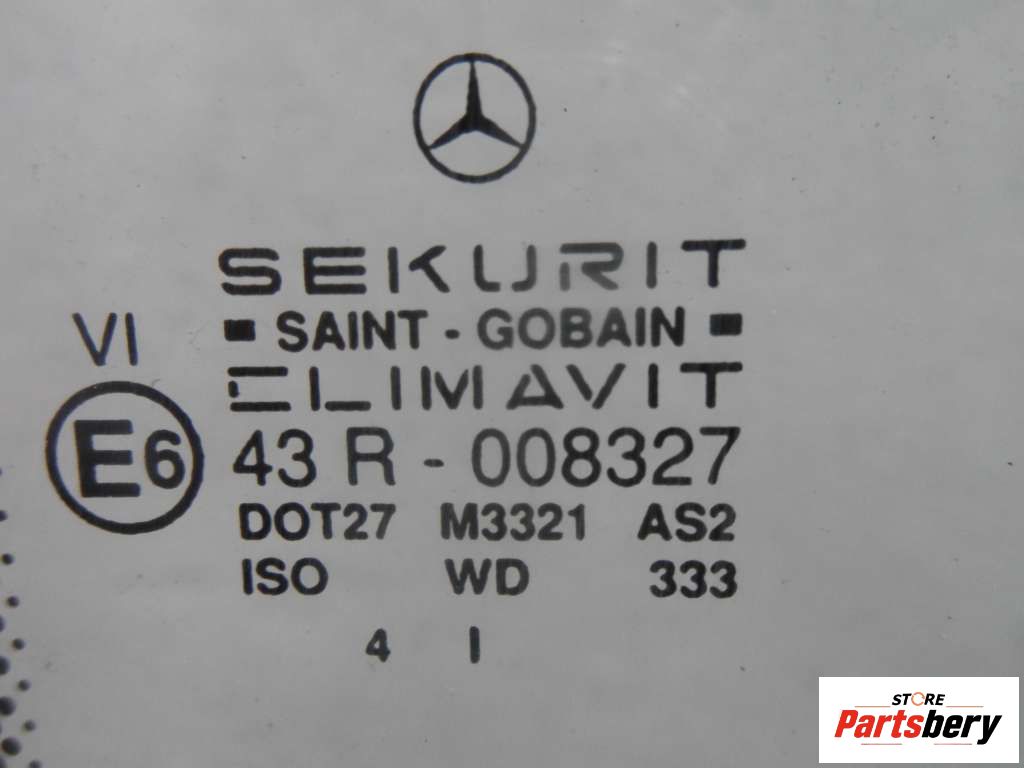 SEKURIT
SAINT - GOBAIN
CLIMAVIT
VI
E6
43 R - 008327
DOT27 M3321 AS2
ISO WD 333
4 I
STORE
Partsbery